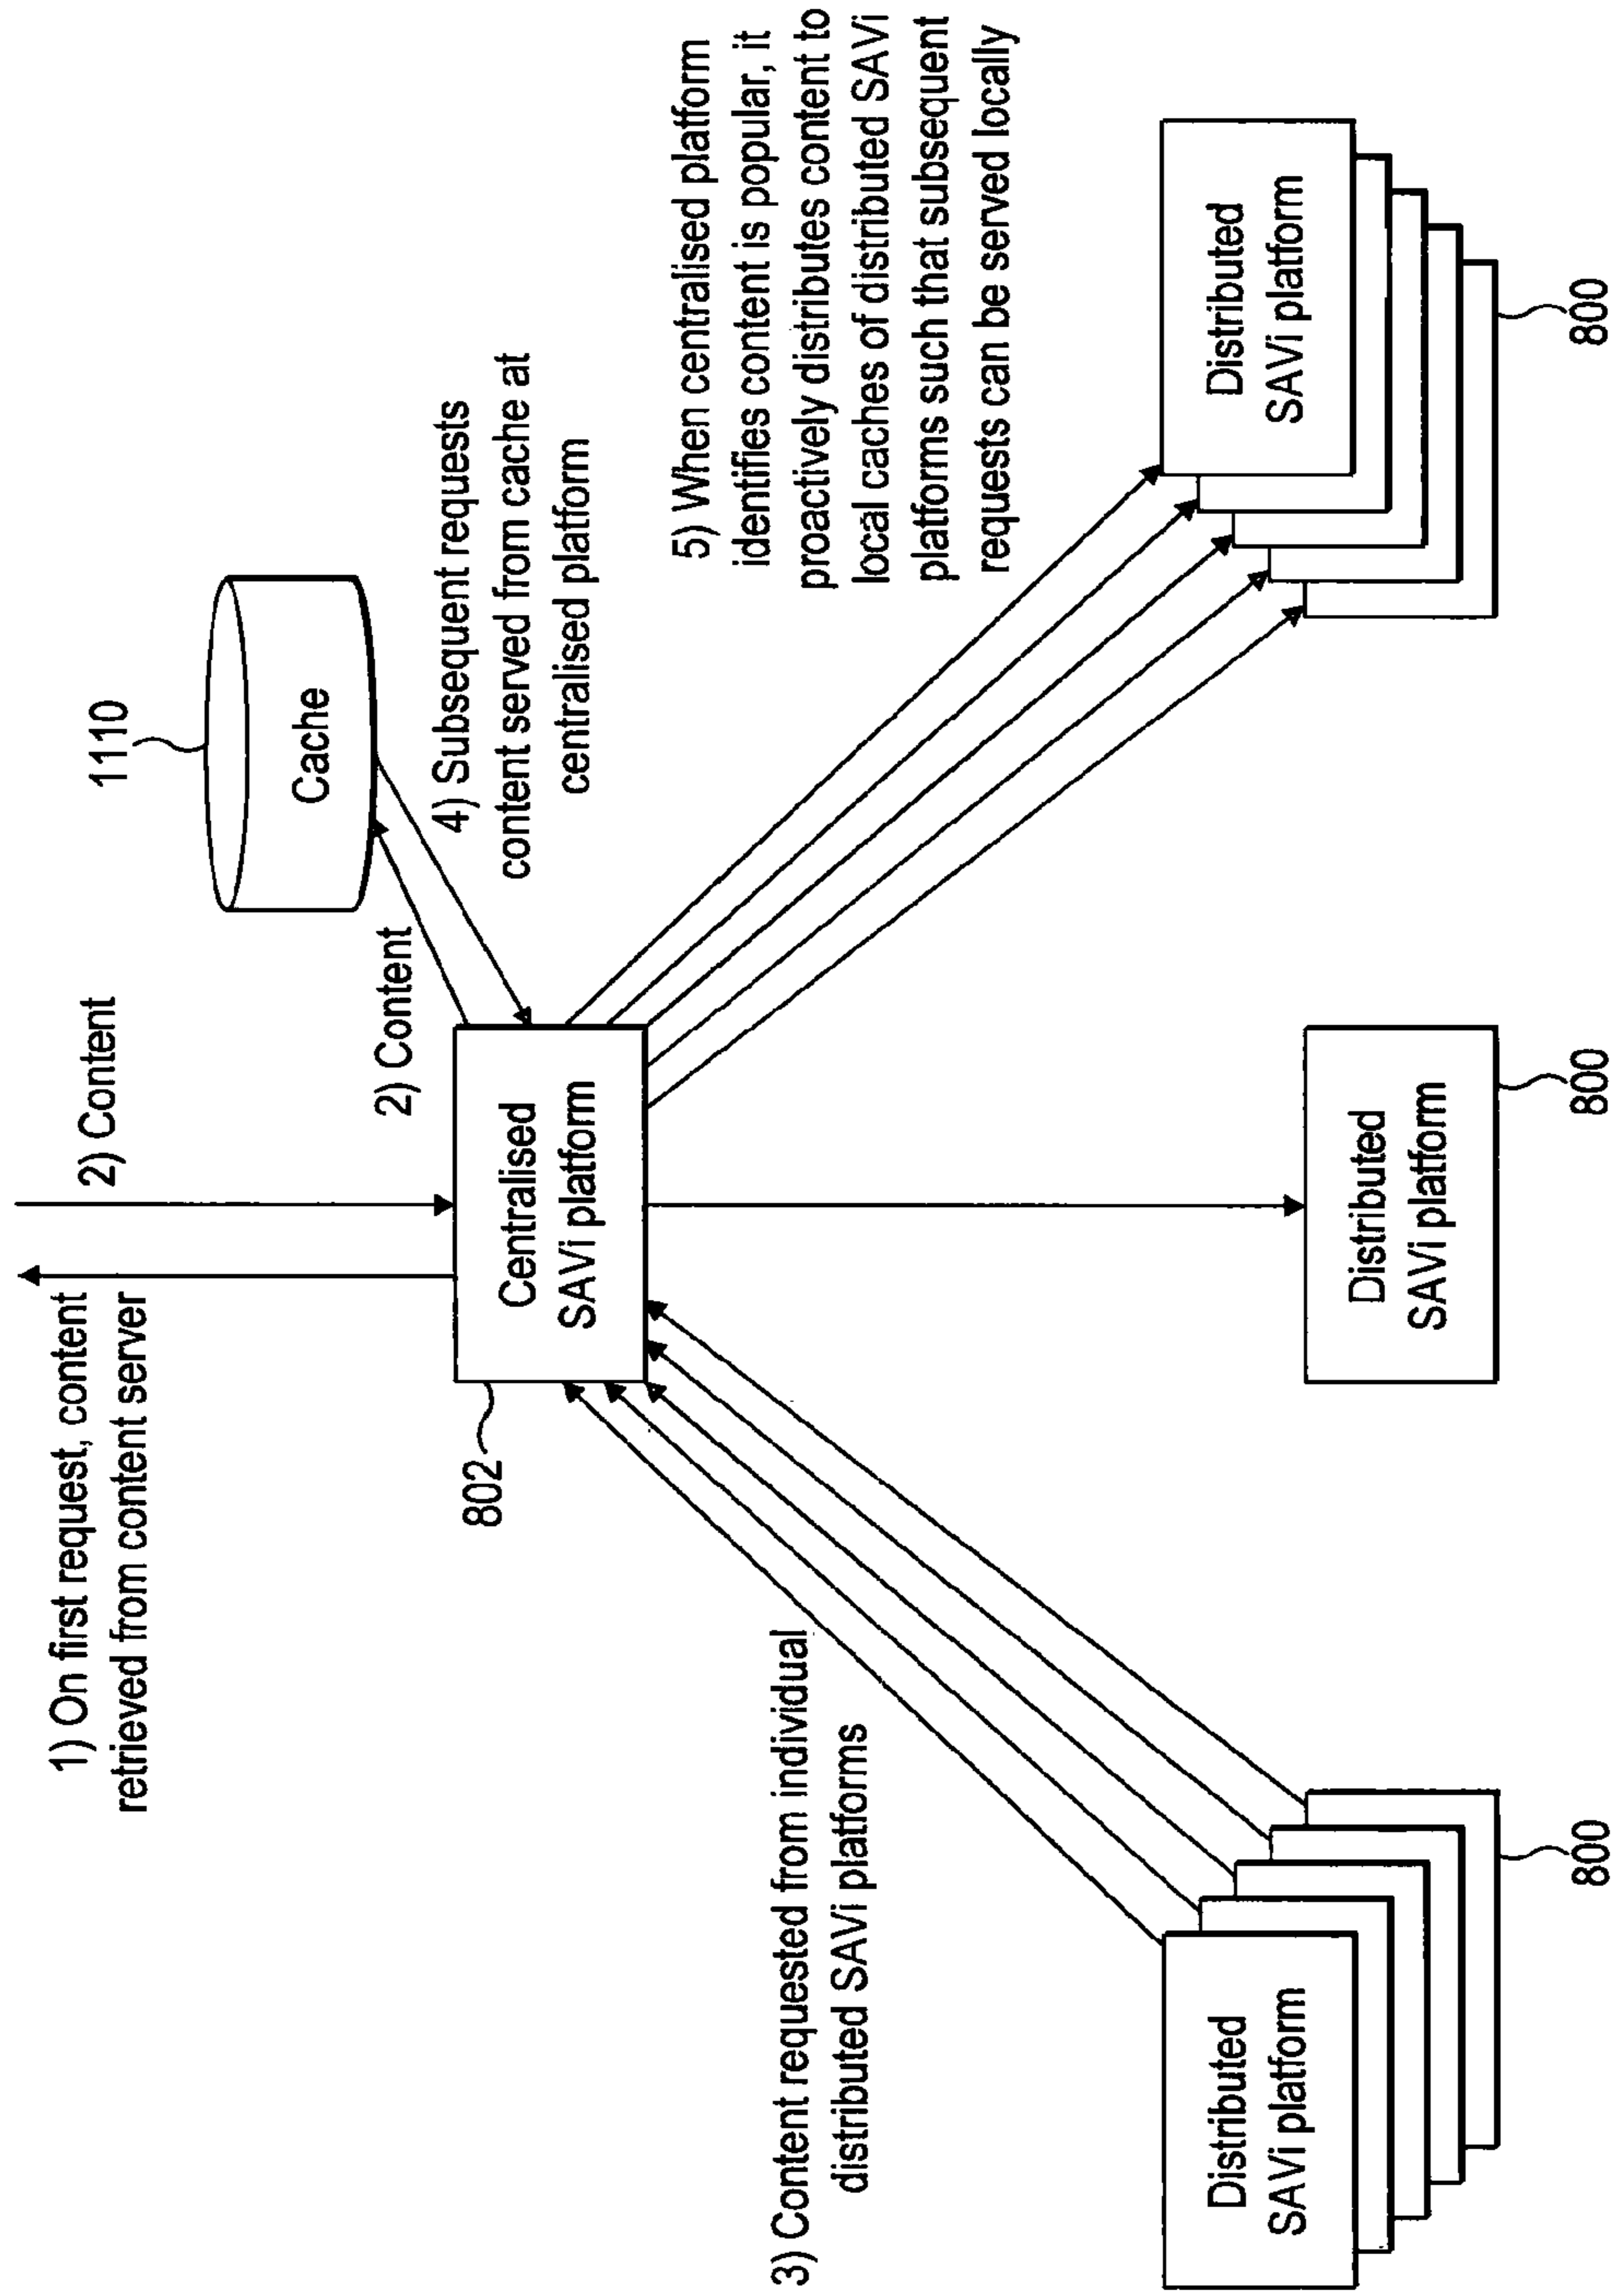 1) On first request, content
retrieved from content server
2) Content
2) Content
1110
Cache
4) Subsequent requests
content served from cache at
centralised platform
802
Centralised
SAVi platform
3) Content requested from individual
distributed SAVi platforms
5) When centralised platform
identifies content is popular, it
proactively distributes content to
local caches of distributed SAVi
platforms such that subsequent
requests can be served locally
Distributed
SAVi platform
800
Distributed
SAVi platform
800
Distributed
SAVi platform
800